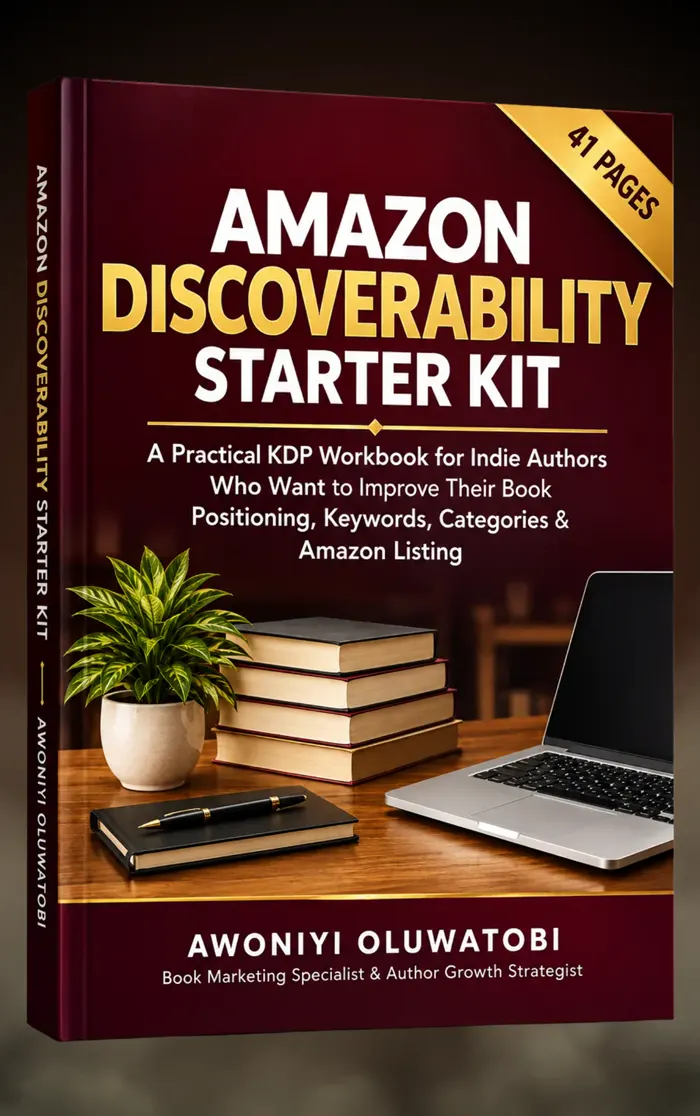 AMAZON DISCOVERABILITY STARTER KIT
AWONIYI OLUWATOBI
41 PAGES
AMAZON
DISCOVERABILITY
STARTER KIT
A Practical KDP Workbook for Indie Authors
Who Want to Improve Their Book
Positioning, Keywords, Categories &
Amazon Listing
AWONIYI OLUWATOBI
Book Marketing Specialist & Author Growth Strategist